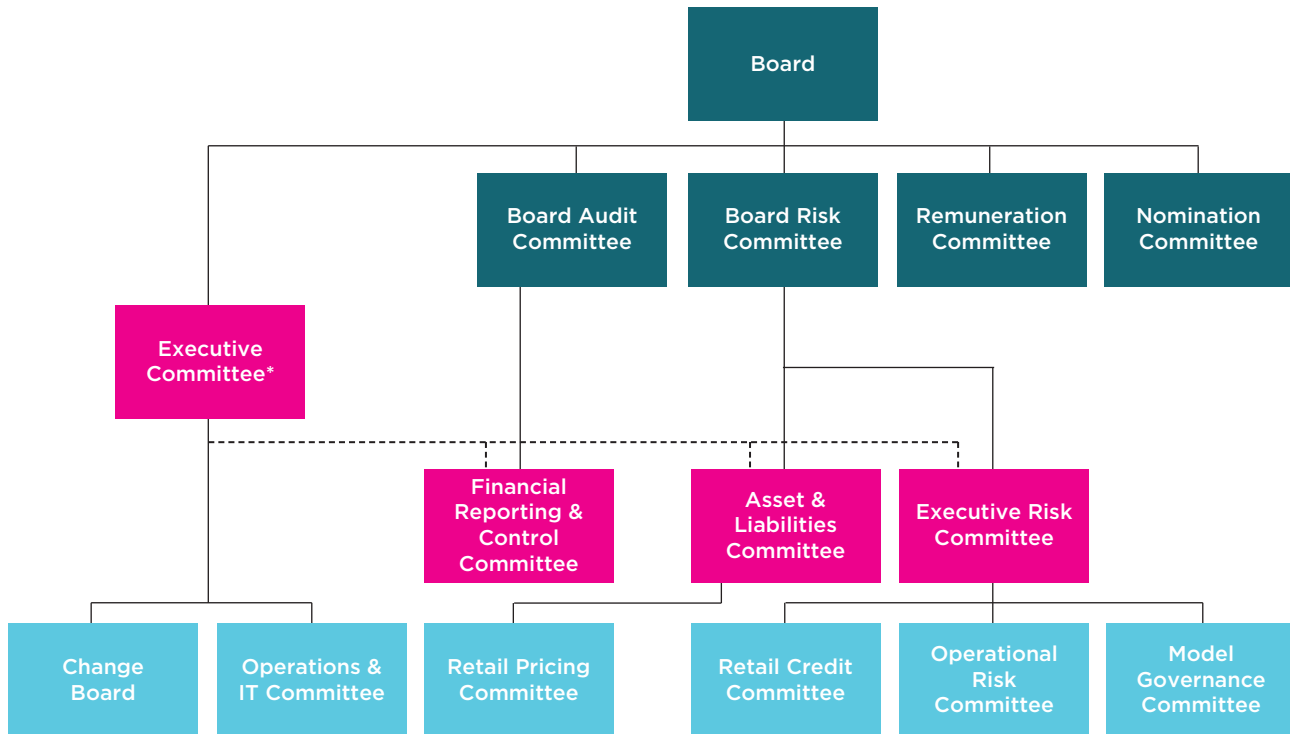 Board
Board Audit
Committee
Board Risk
Committee
Remuneration
Committee
Nomination
Committee
Executive
Committee*
Financial
Reporting &
Control
Committee
Asset &
Liabilities
Committee
Executive Risk
Committee
Change
Board
Operations &
IT Committee
Retail Pricing
Committee
Retail Credit
Committee
Operational
Risk
Committee
Model
Governance
Committee